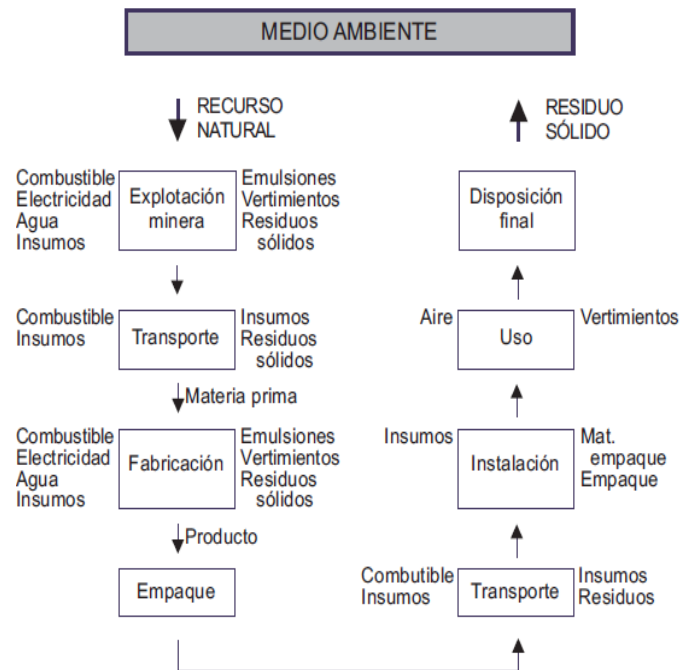 MEDIO AMBIENTE
RECURSO
NATURAL
Combustible
Electricidad
Agua
Insumos
Explotación
minera
Emulsiones
Vertimientos
Residuos
sólidos
Combustible
Insumos
Transporte
Insumos
Residuos
sólidos
Materia prima
Combustible
Electricidad
Agua
Insumos
Fabricación
Emulsiones
Vertimientos
Residuos
sólidos
Producto
Empaque
Combutible
Insumos
Transporte
Insumos
Residuos
Insumos
Instalación
Mat.
empaque
Empaque
Aire
Uso
Vertimientos
Disposición
final
RESIDUO
SÓLIDO